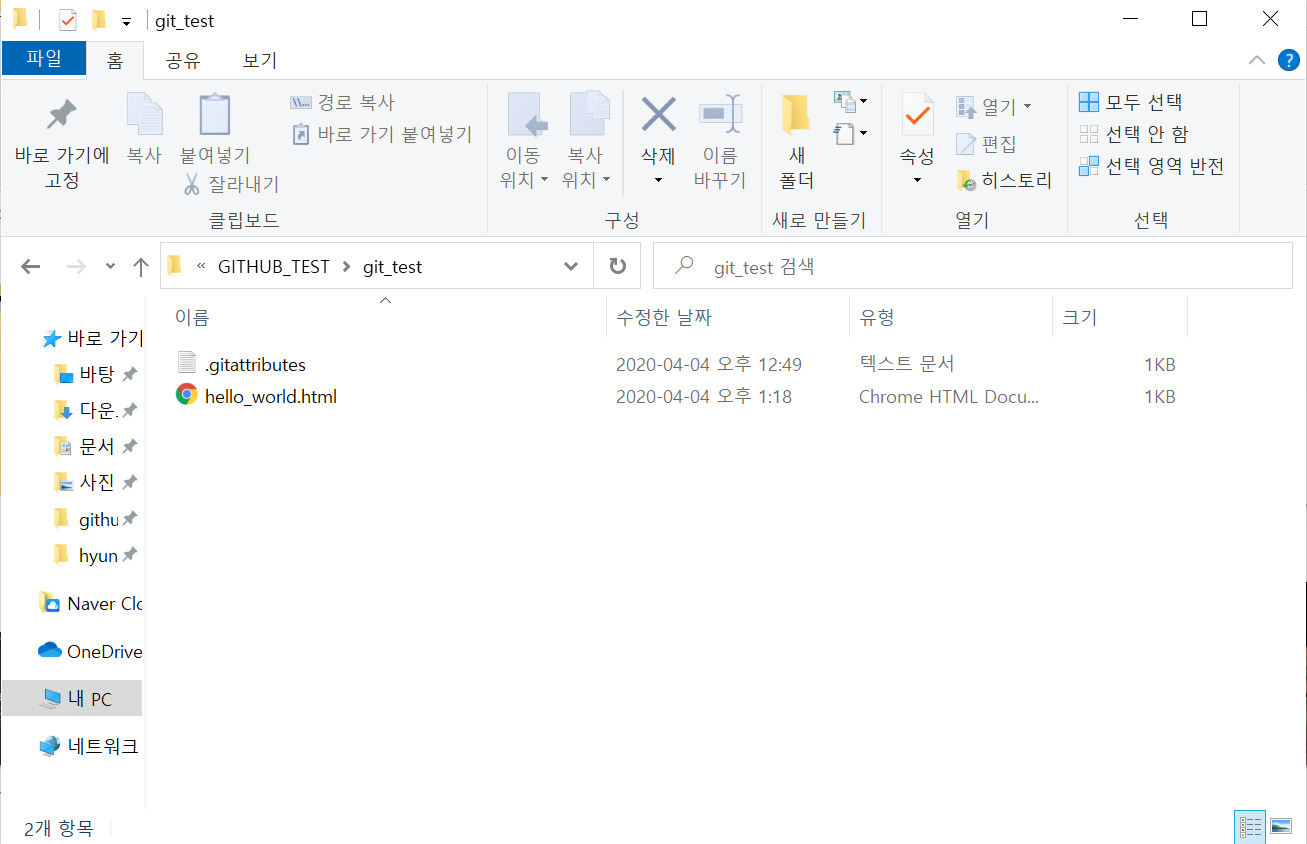 git_test
파일 홈 공유 보기
바로 가기에
고정
복사
붙여넣기
잘라내기
경로 복사
바로 가기 붙여넣기
클립보드
이동
위치
복사
위치
삭제
이름
바꾸기
구성
새
폴더
새로 만들기
속성
열기
편집
히스토리
열기
모두 선택
선택 안 함
선택 영역 반전
선택
« GITHUB_TEST > git_test
git_test 검색
이름 수정한 날짜 유형 크기
.gitattributes 2020-04-04 오후 12:49 텍스트 문서 1KB
hello_world.html 2020-04-04 오후 1:18 Chrome HTML Docu... 1KB
바로 가기
바탕
다운.
문서
사진
githu
hyun
Naver Clo
OneDrive
내 PC
네트워크
2개 항목